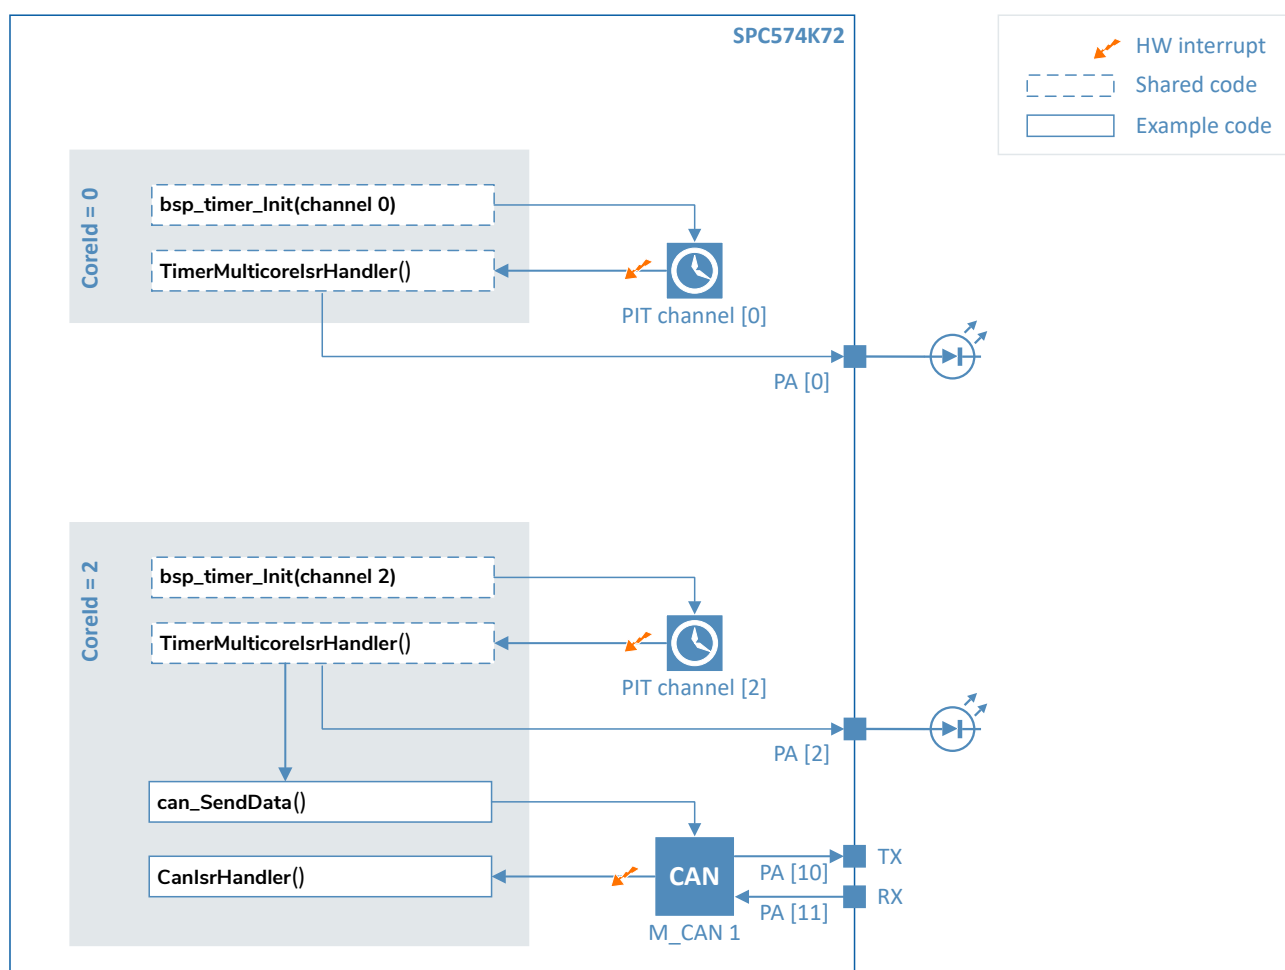 SPC574K72
HW interrupt
Shared code
Example code
CoreId = 0
bsp_timer_Init(channel 0)
TimerMulticoreIsrHandler()
PIT channel [0]
PA [0]
CoreId = 2
bsp_timer_Init(channel 2)
TimerMulticoreIsrHandler()
PIT channel [2]
PA [2]
can_SendData()
CanIsrHandler()
CAN
M_CAN 1
PA [10]
TX
PA [11]
RX